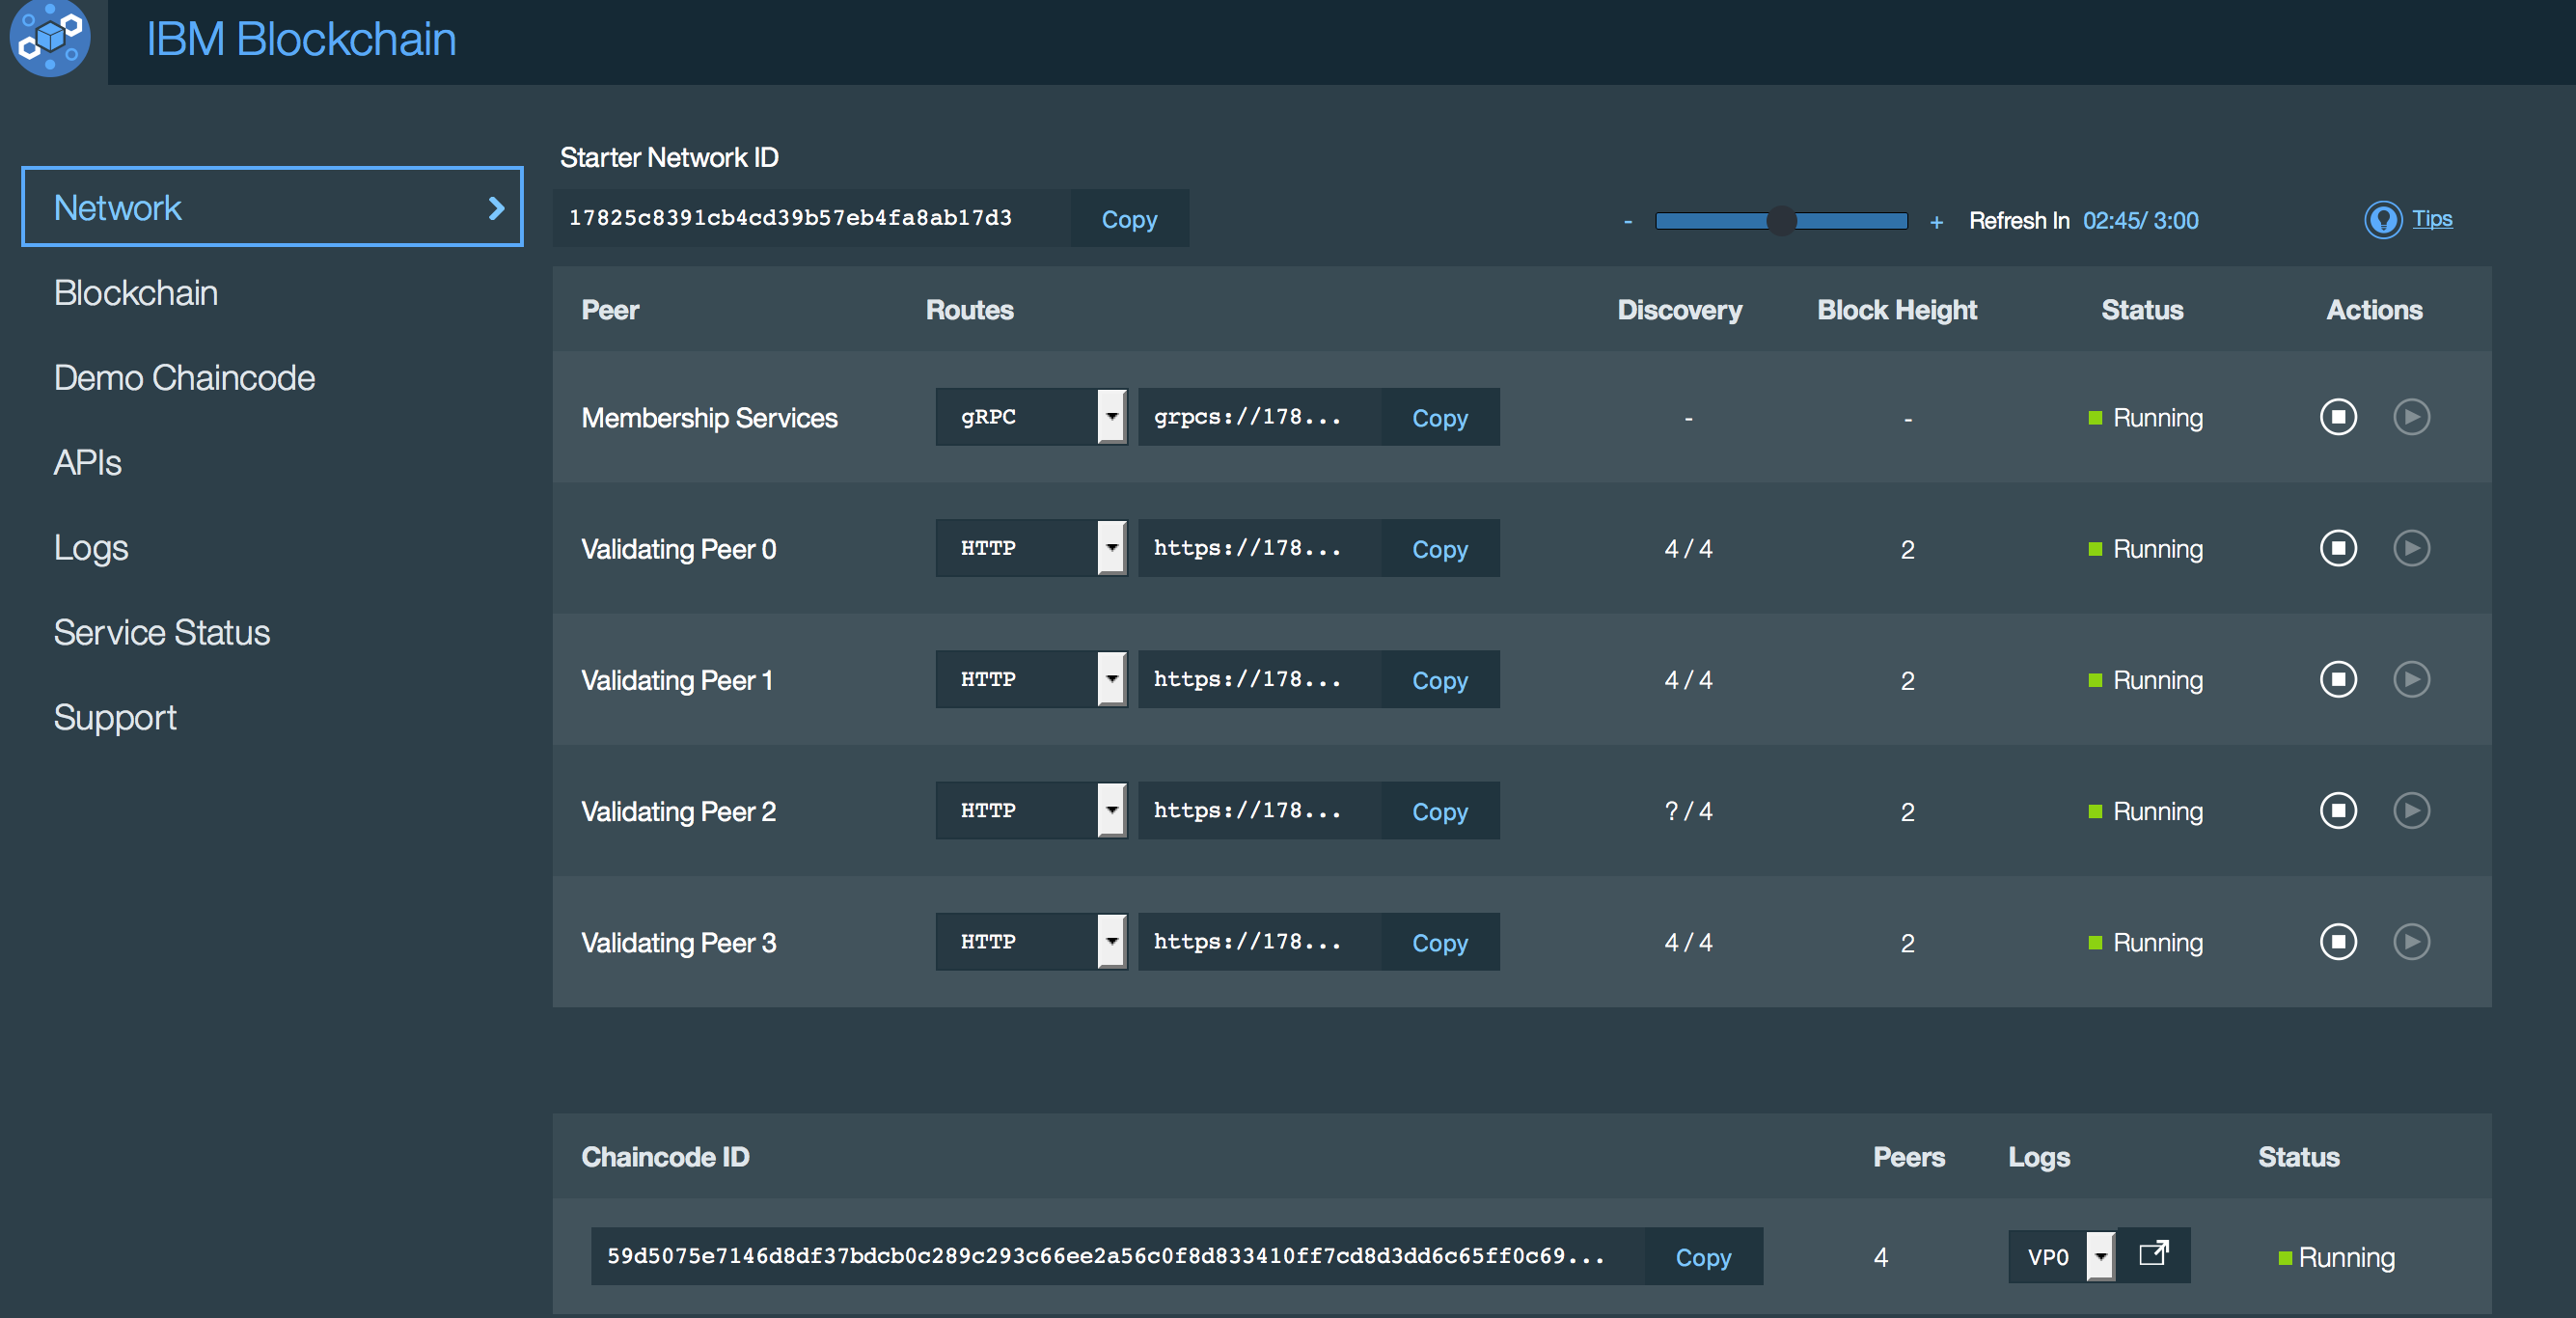 IBM Blockchain
Network
Blockchain
Demo Chaincode
APIs
Logs
Service Status
Support
Starter Network ID
17825c8391cb4cd39b57eb4fa8ab17d3 Copy - + Refresh In 02:45/ 3:00 Tips
Peer Routes Discovery Block Height Status Actions
Membership Services gRPC grpcs://178... Copy - - Running
Validating Peer 0 HTTP https://178... Copy 4 / 4 2 Running
Validating Peer 1 HTTP https://178... Copy 4 / 4 2 Running
Validating Peer 2 HTTP https://178... Copy ? / 4 2 Running
Validating Peer 3 HTTP https://178... Copy 4 / 4 2 Running
Chaincode ID Peers Logs Status
59d5075e7146d8df37bdcb0c289c293c66ee2a56c0f8d833410ff7cd8d3dd6c65ff0c69... Copy 4 VP0 Running